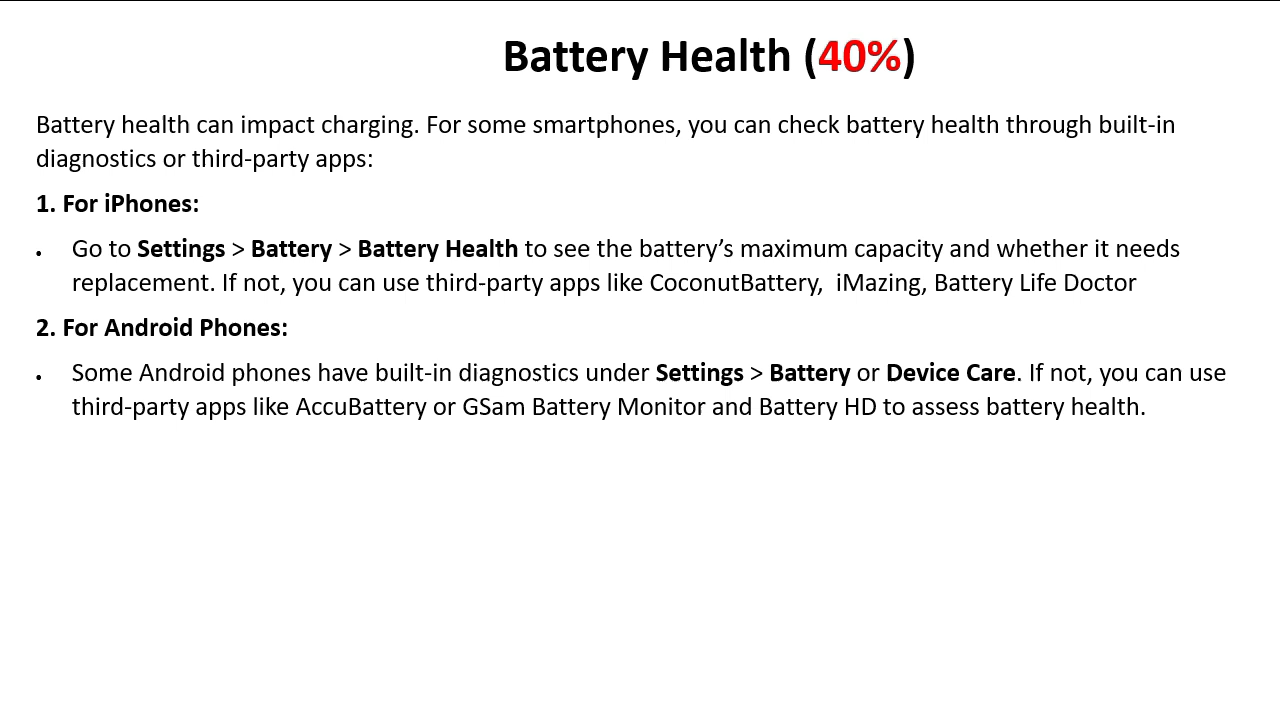 Battery Health (40%)
Battery health can impact charging. For some smartphones, you can check battery health through built-in
diagnostics or third-party apps:
1. For iPhones:
• Go to Settings > Battery > Battery Health to see the battery’s maximum capacity and whether it needs
replacement. If not, you can use third-party apps like CoconutBattery,  iMazing, Battery Life Doctor
2. For Android Phones:
• Some Android phones have built-in diagnostics under Settings > Battery or Device Care. If not, you can use
third-party apps like AccuBattery or GSam Battery Monitor and Battery HD to assess battery health.